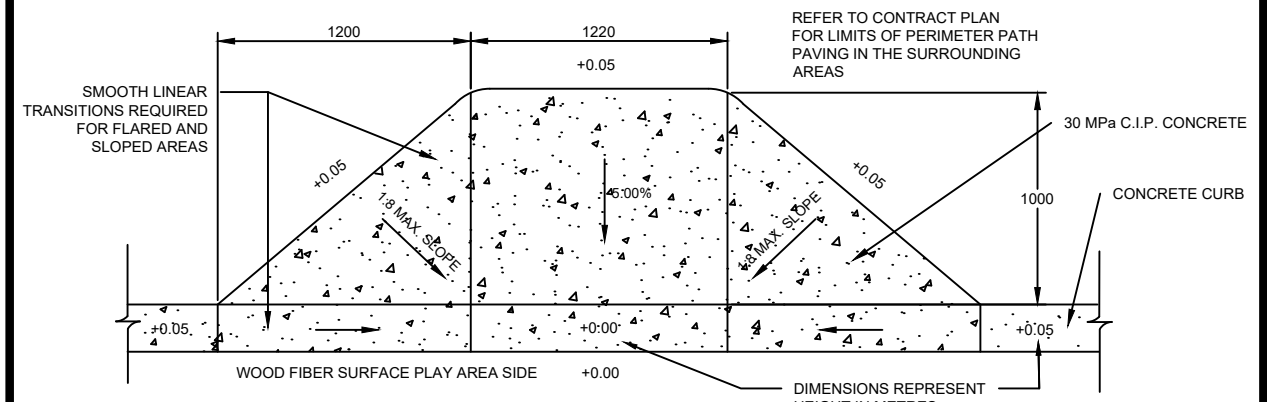 1200
1220
+0.05
REFER TO CONTRACT PLAN
FOR LIMITS OF PERIMETER PATH
PAVING IN THE SURROUNDING
AREAS
SMOOTH LINEAR
TRANSITIONS REQUIRED
FOR FLARED AND
SLOPED AREAS
30 MPa C.I.P. CONCRETE
+0.05
+0.05
5.00%
1:8 MAX. SLOPE
1:8 MAX. SLOPE
1000
CONCRETE CURB
+0.05
+0.00
+0.05
WOOD FIBER SURFACE PLAY AREA SIDE
+0.00
DIMENSIONS REPRESENT
HEIGHT IN METRES